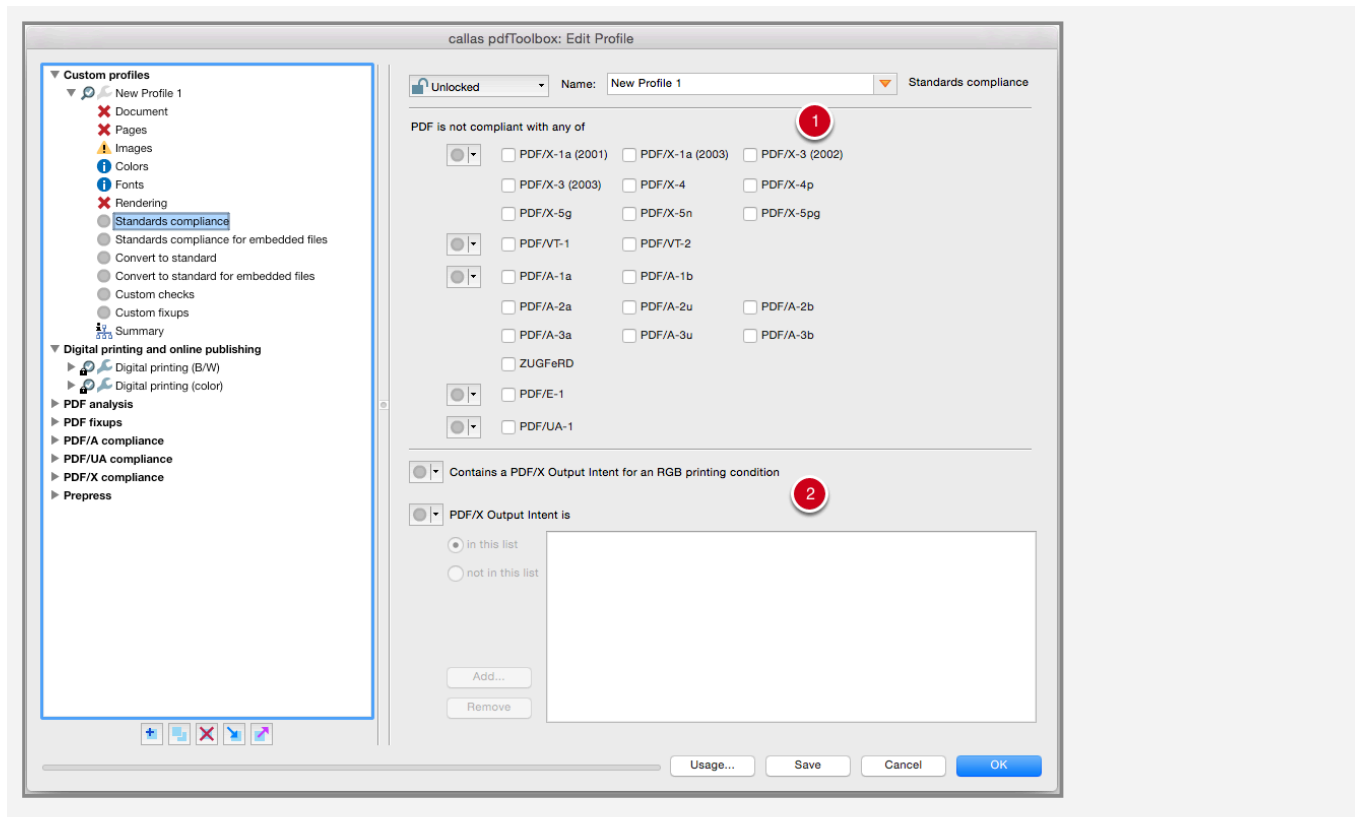 callas pdfToolbox: Edit Profile
Custom profiles
New Profile 1
Document
Pages
Images
Colors
Fonts
Rendering
Standards compliance
Standards compliance for embedded files
Convert to standard
Convert to standard for embedded files
Custom checks
Custom fixups
Summary
Digital printing and online publishing
Digital printing (B/W)
Digital printing (color)
PDF analysis
PDF fixups
PDF/A compliance
PDF/UA compliance
PDF/X compliance
Prepress
Unlocked Name: New Profile 1 Standards compliance
1
PDF is not compliant with any of
PDF/X-1a (2001) PDF/X-1a (2003) PDF/X-3 (2002)
PDF/X-3 (2003) PDF/X-4 PDF/X-4p
PDF/X-5g PDF/X-5n PDF/X-5pg
PDF/VT-1 PDF/VT-2
PDF/A-1a PDF/A-1b
PDF/A-2a PDF/A-2u PDF/A-2b
PDF/A-3a PDF/A-3u PDF/A-3b
ZUGFeRD
PDF/E-1
PDF/UA-1
Contains a PDF/X Output Intent for an RGB printing condition
2
PDF/X Output Intent is
in this list
not in this list
Add...
Remove
Usage... Save Cancel OK